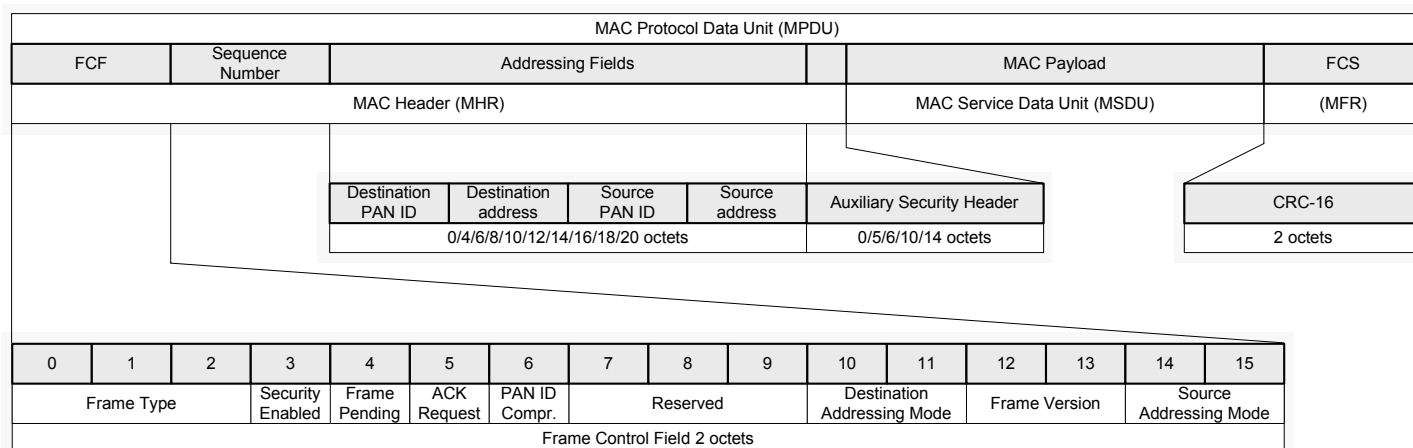 MAC Protocol Data Unit (MPDU)
FCF
Sequence
Number
Addressing Fields
MAC Payload
FCS
MAC Header (MHR)
MAC Service Data Unit (MSDU)
(MFR)
Destination
PAN ID
Destination
address
Source
PAN ID
Source
address
Auxiliary Security Header
CRC-16
0/4/6/8/10/12/14/16/18/20 octets
0/5/6/10/14 octets
2 octets
0 1 2 3 4 5 6 7 8 9 10 11 12 13 14 15
Frame Type
Security
Enabled
Frame
Pending
ACK
Request
PAN ID
Compr.
Reserved
Destination
Addressing Mode
Frame Version
Source
Addressing Mode
Frame Control Field 2 octets